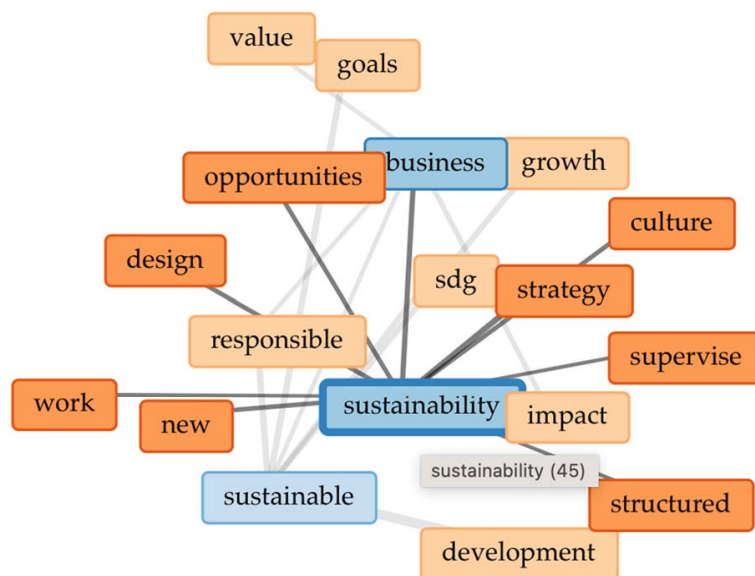 value
goals
business
growth
opportunities
culture
design
sdg
strategy
responsible
supervise
work
new
sustainability
impact
sustainability (45)
sustainable
structured
development